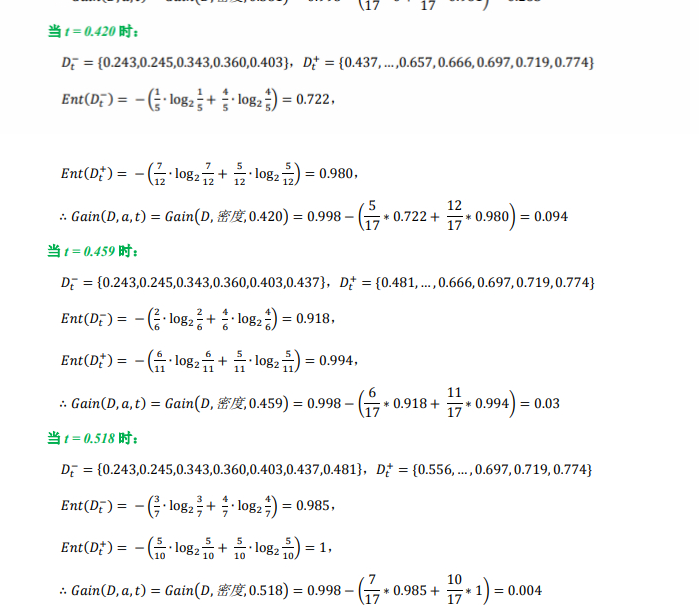 当 t = 0.420 时：
D_t^- = {0.243,0.245,0.343,0.360,0.403}，D_t^+ = {0.437, …,0.657,0.666,0.697,0.719,0.774}
Ent(D_t^-) = −(1/5·log₂ 1/5 + 4/5·log₂ 4/5) = 0.722，
Ent(D_t^+) = −(7/12·log₂ 7/12 + 5/12·log₂ 5/12) = 0.980，
∴ Gain(D,a,t) = Gain(D,密度,0.420) = 0.998 − (5/17 * 0.722 + 12/17 * 0.980) = 0.094
当 t = 0.459 时：
D_t^- = {0.243,0.245,0.343,0.360,0.403,0.437}，D_t^+ = {0.481, …,0.666,0.697,0.719,0.774}
Ent(D_t^-) = −(2/6·log₂ 2/6 + 4/6·log₂ 4/6) = 0.918，
Ent(D_t^+) = −(6/11·log₂ 6/11 + 5/11·log₂ 5/11) = 0.994，
∴ Gain(D,a,t) = Gain(D,密度,0.459) = 0.998 − (6/17 * 0.918 + 11/17 * 0.994) = 0.03
当 t = 0.518 时：
D_t^- = {0.243,0.245,0.343,0.360,0.403,0.437,0.481}，D_t^+ = {0.556, …,0.697,0.719,0.774}
Ent(D_t^-) = −(3/7·log₂ 3/7 + 4/7·log₂ 4/7) = 0.985，
Ent(D_t^+) = −(5/10·log₂ 5/10 + 5/10·log₂ 5/10) = 1，
∴ Gain(D,a,t) = Gain(D,密度,0.518) = 0.998 − (7/17 * 0.985 + 10/17 * 1) = 0.004